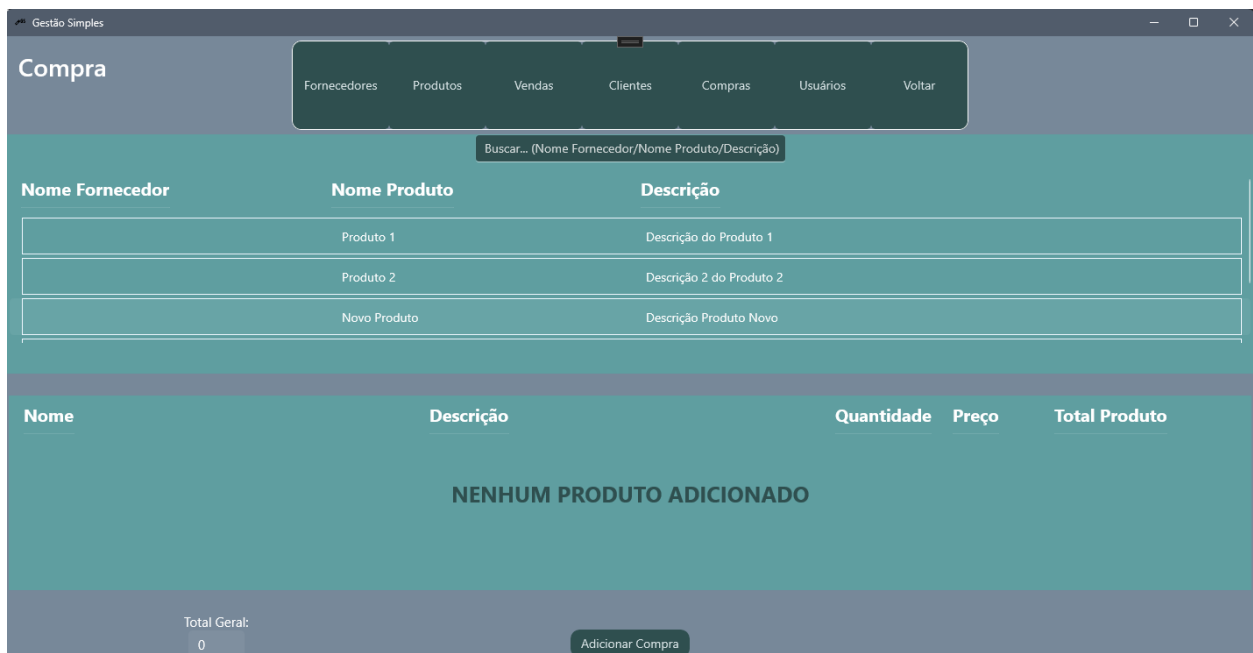 Gestão Simples
Compra
Fornecedores Produtos Vendas Clientes Compras Usuários Voltar
Buscar... (Nome Fornecedor/Nome Produto/Descrição)
Nome Fornecedor Nome Produto Descrição
Produto 1 Descrição do Produto 1
Produto 2 Descrição 2 do Produto 2
Novo Produto Descrição Produto Novo
Nome Descrição Quantidade Preço Total Produto
NENHUM PRODUTO ADICIONADO
Total Geral:
0 Adicionar Compra